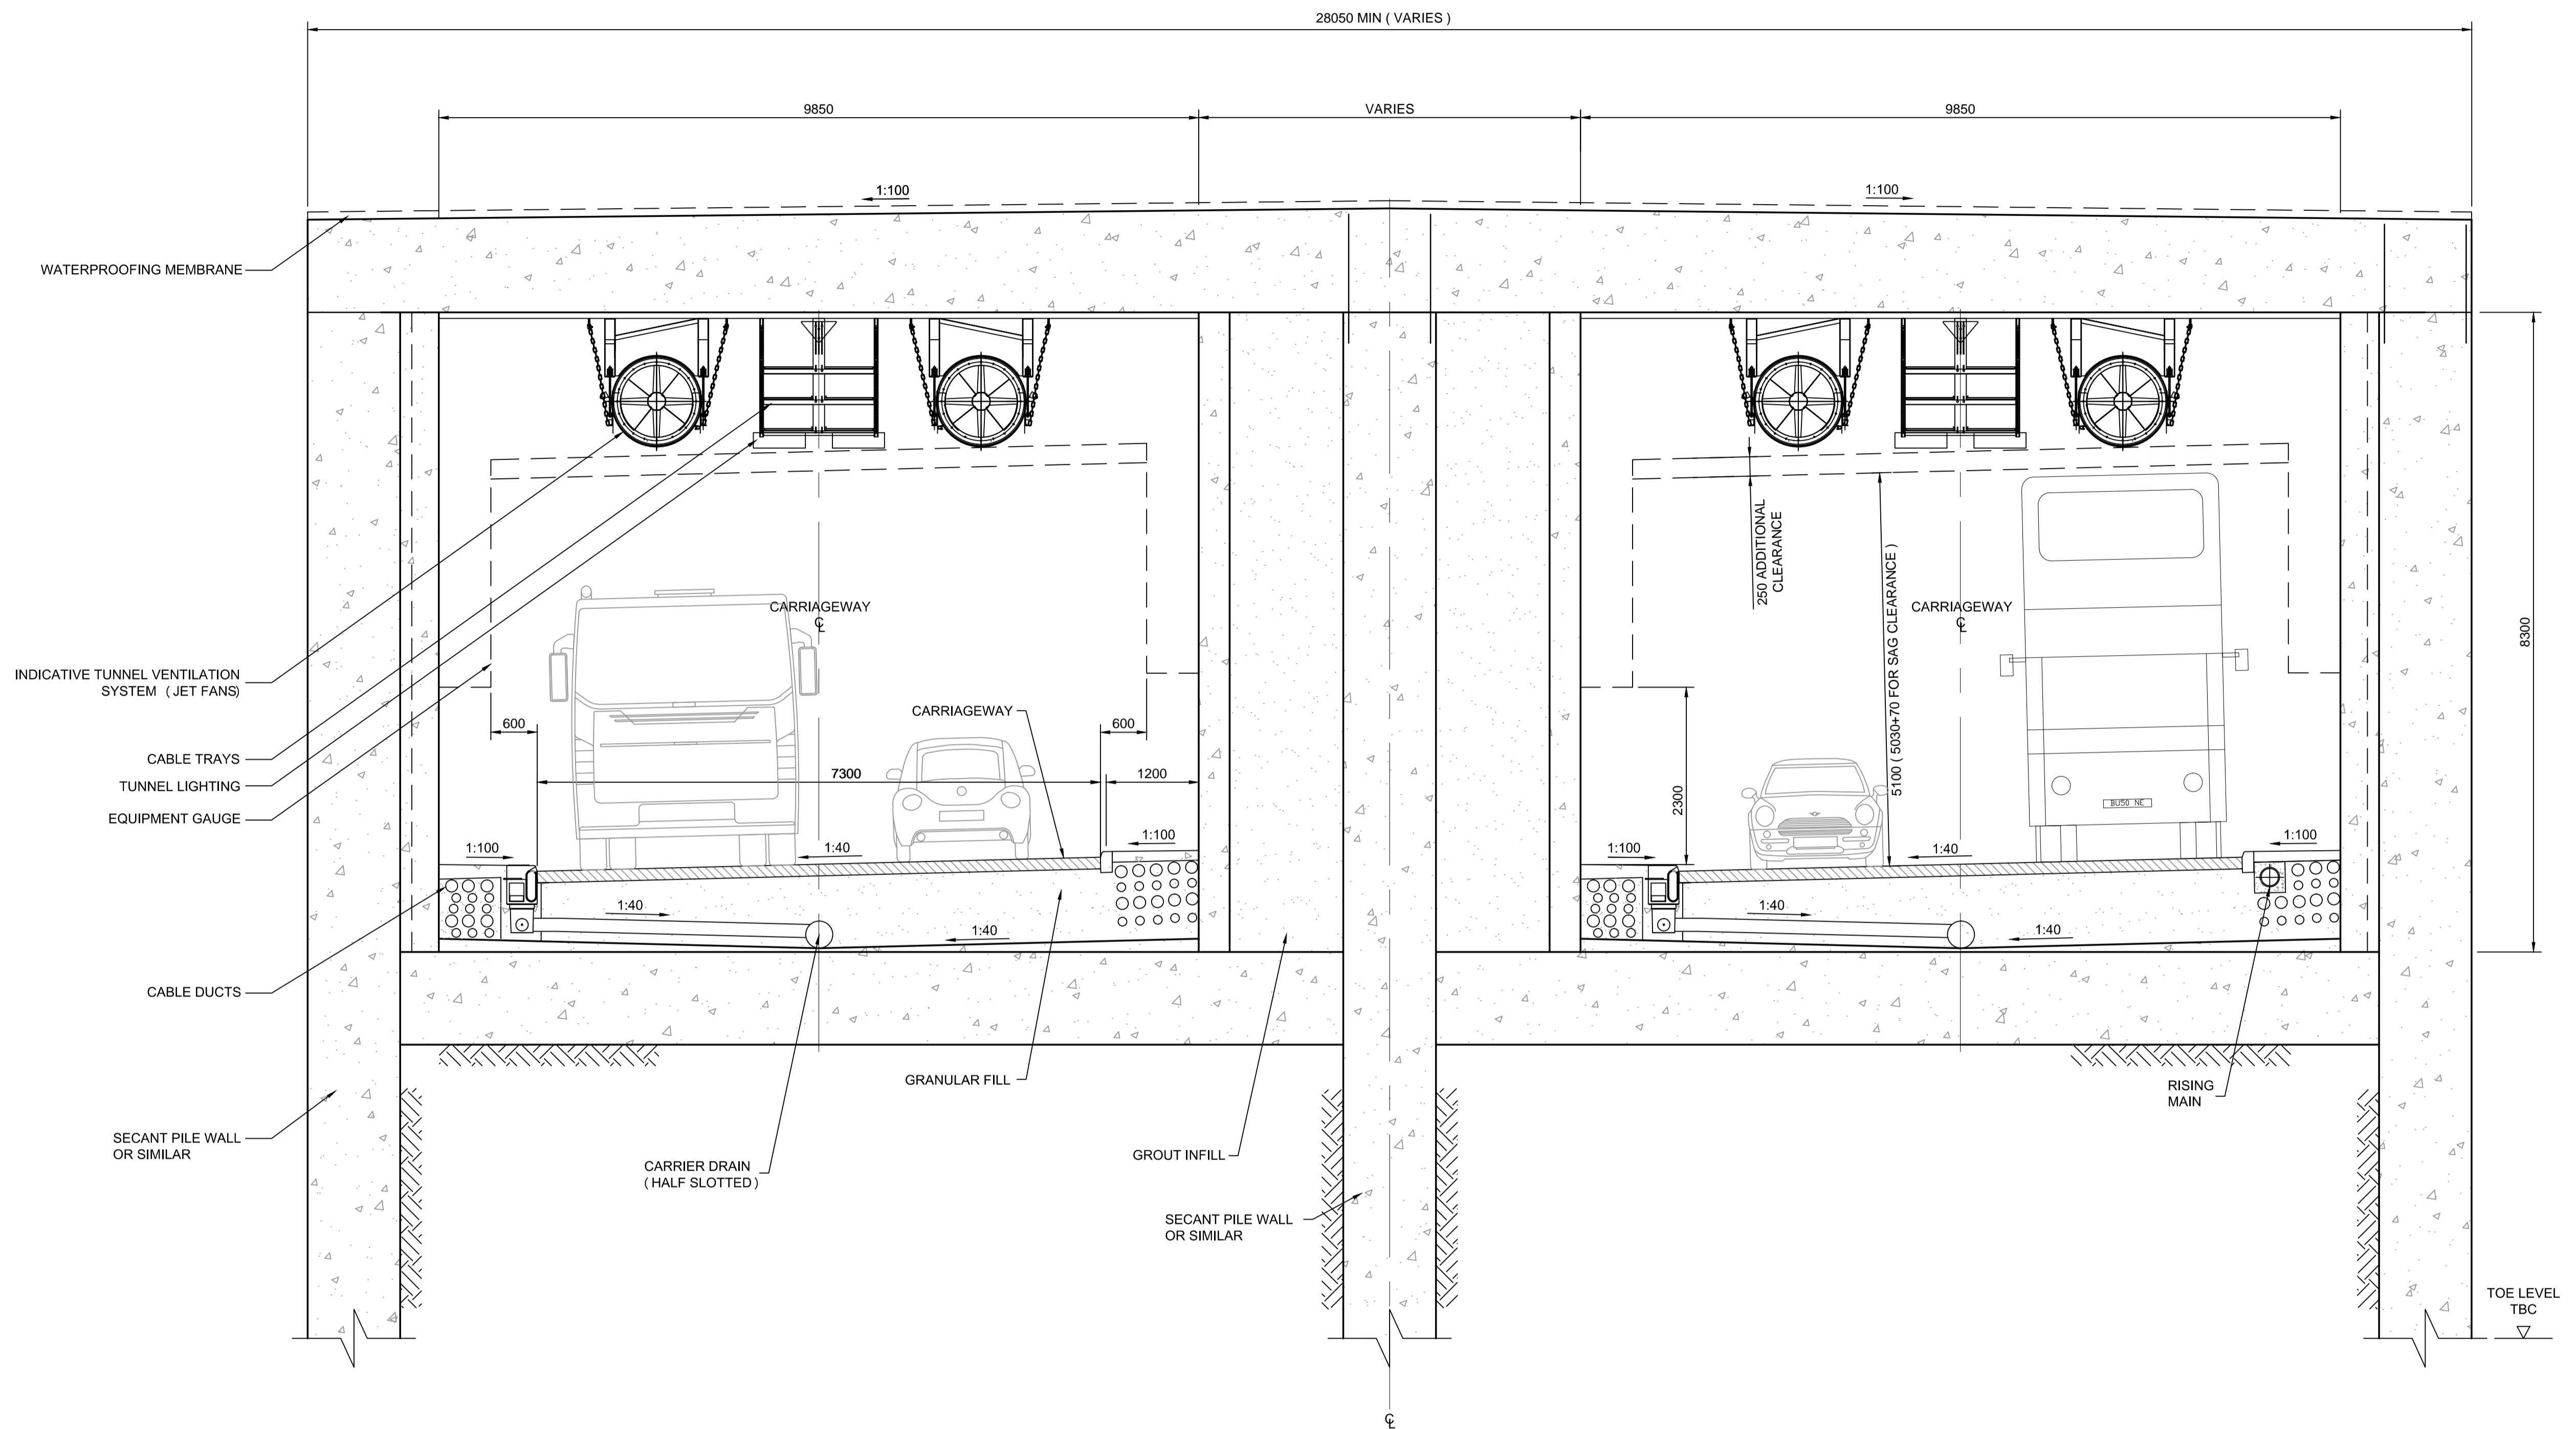 28050 MIN ( VARIES )
9850
VARIES
9850
1:100
1:100
WATERPROOFING MEMBRANE
250 ADDITIONAL
CLEARANCE
5100 ( 5030+70 FOR SAG CLEARANCE )
CARRIAGEWAY
CL
CARRIAGEWAY
CL
8300
INDICATIVE TUNNEL VENTILATION
SYSTEM ( JET FANS)
CARRIAGEWAY
600
600
CABLE TRAYS
7300
1200
TUNNEL LIGHTING
2300
BU50 NE
EQUIPMENT GAUGE
1:100
1:40
1:100
1:100
1:40
1:100
1:40
1:40
1:40
1:40
CABLE DUCTS
GRANULAR FILL
RISING
MAIN
SECANT PILE WALL
OR SIMILAR
CARRIER DRAIN
( HALF SLOTTED )
GROUT INFILL
SECANT PILE WALL
OR SIMILAR
TOE LEVEL
TBC
CL